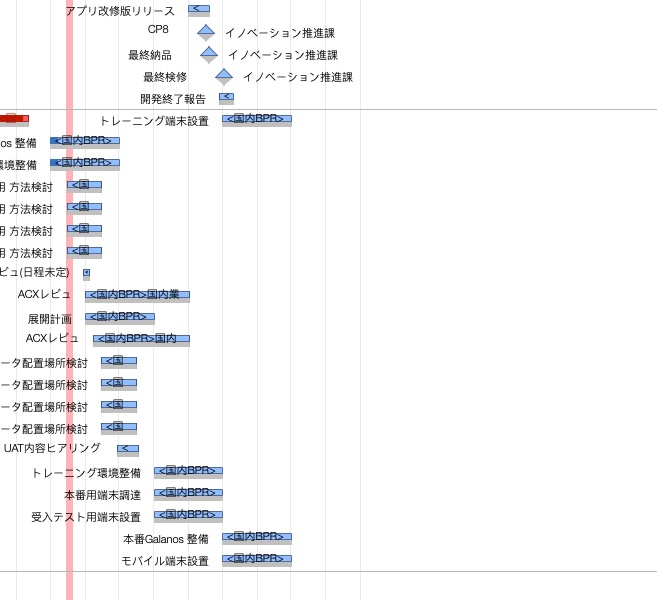 アプリ改修版リリース <
CP8 イノベーション推進課
最終納品 イノベーション推進課
最終検修 イノベーション推進課
開発終了報告 <
トレーニング端末設置 <国内BPR>
os 整備 <国内BPR>
環境整備 <国内BPR>
用 方法検討 <国
用 方法検討 <国
用 方法検討 <国
用 方法検討 <国
ビュ(日程未定) <
ACXレビュ <国内BPR>国内業
展開計画 <国内BPR>
ACXレビュ <国内BPR>国内
ータ配置場所検討 <国
ータ配置場所検討 <国
ータ配置場所検討 <国
ータ配置場所検討 <国
UAT内容ヒアリング <
トレーニング環境整備 <国内BPR>
本番用端末調達 <国内BPR>
受入テスト用端末設置 <国内BPR>
本番Galanos 整備 <国内BPR>
モバイル端末設置 <国内BPR>